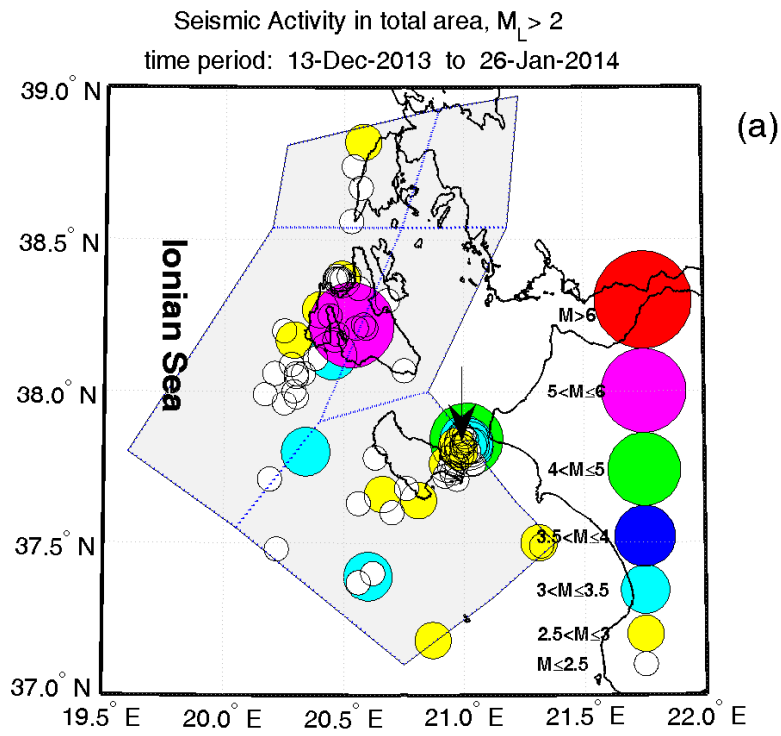 Seismic Activity in total area, M_L> 2
time period: 13-Dec-2013 to 26-Jan-2014
(a)
39.0° N
38.5° N
38.0° N
37.5° N
37.0° N
Ionian Sea
M>6
5<M≤6
4<M≤5
3.5<M≤4
3<M≤3.5
2.5<M≤3
M≤2.5
19.5° E 20.0° E 20.5° E 21.0° E 21.5° E 22.0° E